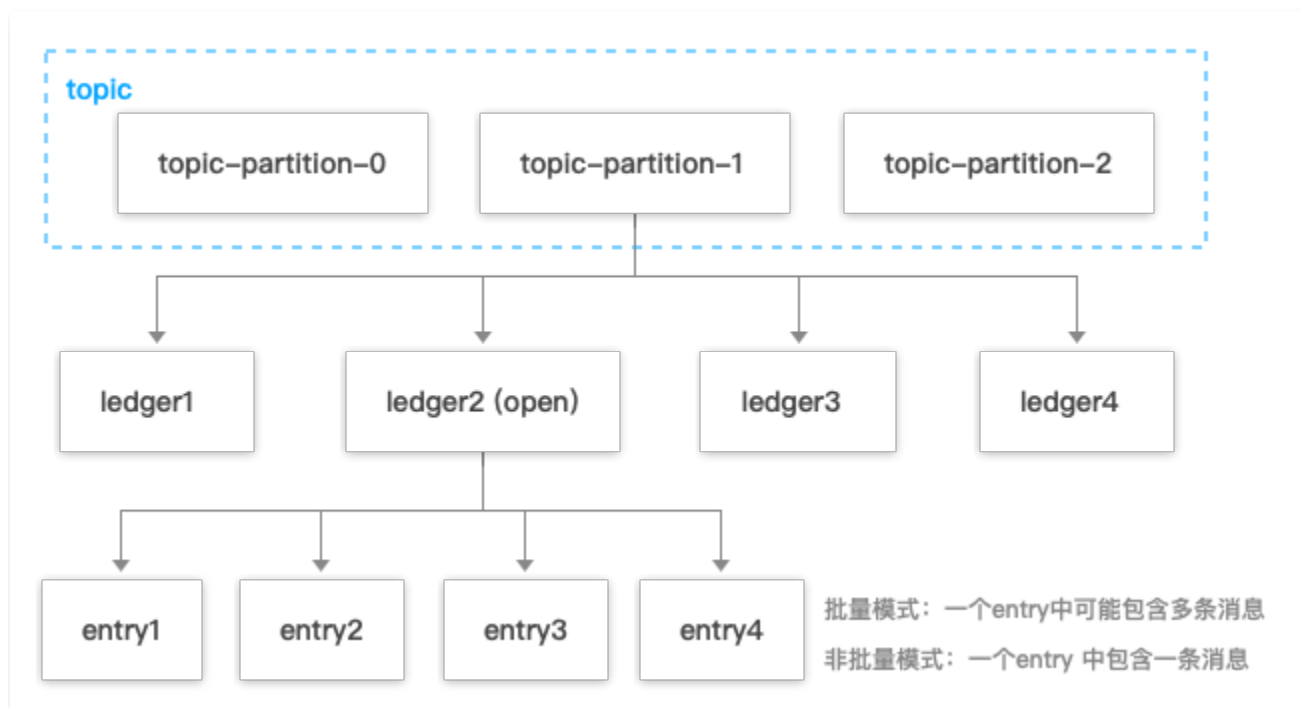 topic
topic-partition-0
topic-partition-1
topic-partition-2
ledger1
ledger2 (open)
ledger3
ledger4
entry1
entry2
entry3
entry4
批量模式：一个entry中可能包含多条消息
非批量模式：一个entry 中包含一条消息